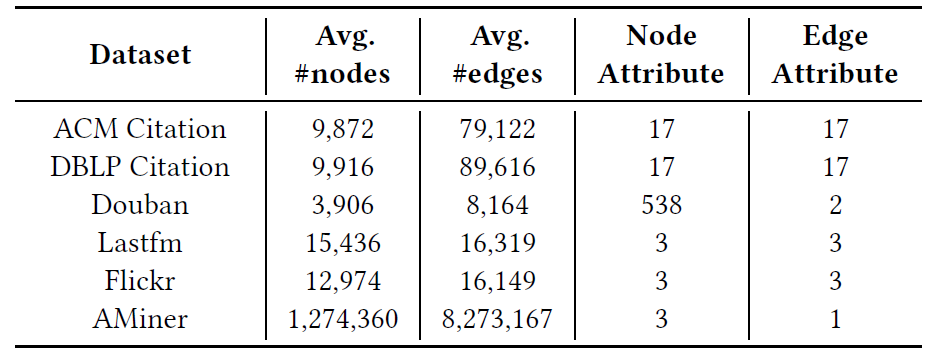 Dataset Avg. #nodes Avg. #edges Node Attribute Edge Attribute
ACM Citation 9,872 79,122 17 17
DBLP Citation 9,916 89,616 17 17
Douban 3,906 8,164 538 2
Lastfm 15,436 16,319 3 3
Flickr 12,974 16,149 3 3
AMiner 1,274,360 8,273,167 3 1